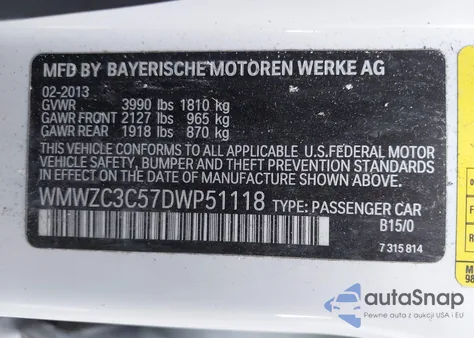 MFD BY BAYERISCHE MOTOREN WERKE AG
02-2013
GVWR 3990 lbs 1810 kg
GAWR FRONT 2127 lbs 965 kg
GAWR REAR 1918 lbs 870 kg
THIS VEHICLE CONFORMS TO ALL APPLICABLE U.S.FEDERAL MOTOR
VEHICLE SAFETY, BUMPER AND THEFT PREVENTION STANDARDS
IN EFFECT ON THE DATE OF MANUFACTURE SHOWN ABOVE
WMWZC3C57DWP51118 TYPE: PASSENGER CAR
B15/0
7 315 814
autoSnap
Pewne auta z USA i EU